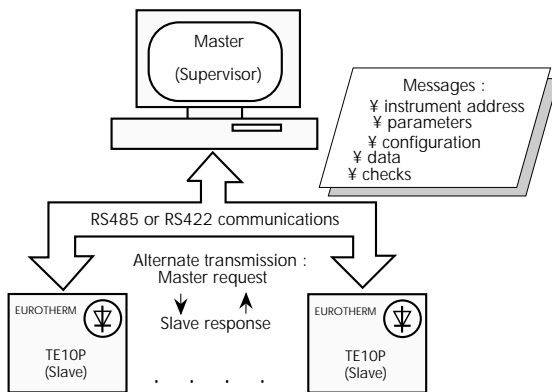 Master
(Supervisor)
Messages :
¥ instrument address
¥ parameters
¥ configuration
¥ data
¥ checks
RS485 or RS422 communications
Alternate transmission :
Master request
Slave response
EUROTHERM
TE10P
(Slave)
. . . .
EUROTHERM
TE10P
(Slave)